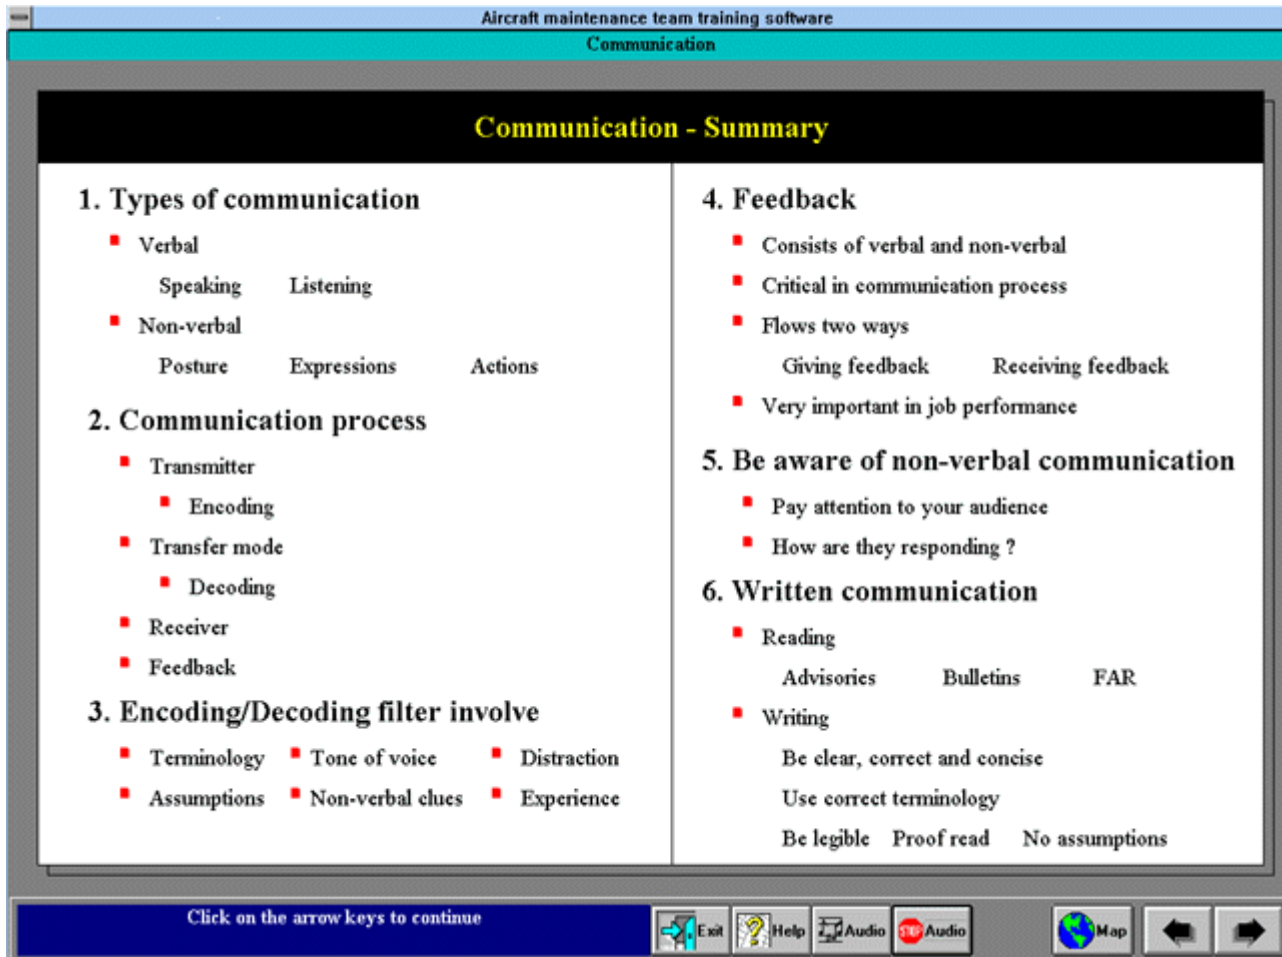 Aircraft maintenance team training software
Communication
Communication - Summary
1. Types of communication
Verbal
Speaking Listening
Non-verbal
Posture Expressions Actions
2. Communication process
Transmitter
Encoding
Transfer mode
Decoding
Receiver
Feedback
3. Encoding/Decoding filter involve
Terminology Tone of voice Distraction
Assumptions Non-verbal clues Experience
4. Feedback
Consists of verbal and non-verbal
Critical in communication process
Flows two ways
Giving feedback Receiving feedback
Very important in job performance
5. Be aware of non-verbal communication
Pay attention to your audience
How are they responding ?
6. Written communication
Reading
Advisories Bulletins FAR
Writing
Be clear, correct and concise
Use correct terminology
Be legible Proof read No assumptions
Click on the arrow keys to continue
Exit Help Audio STOP Audio Map